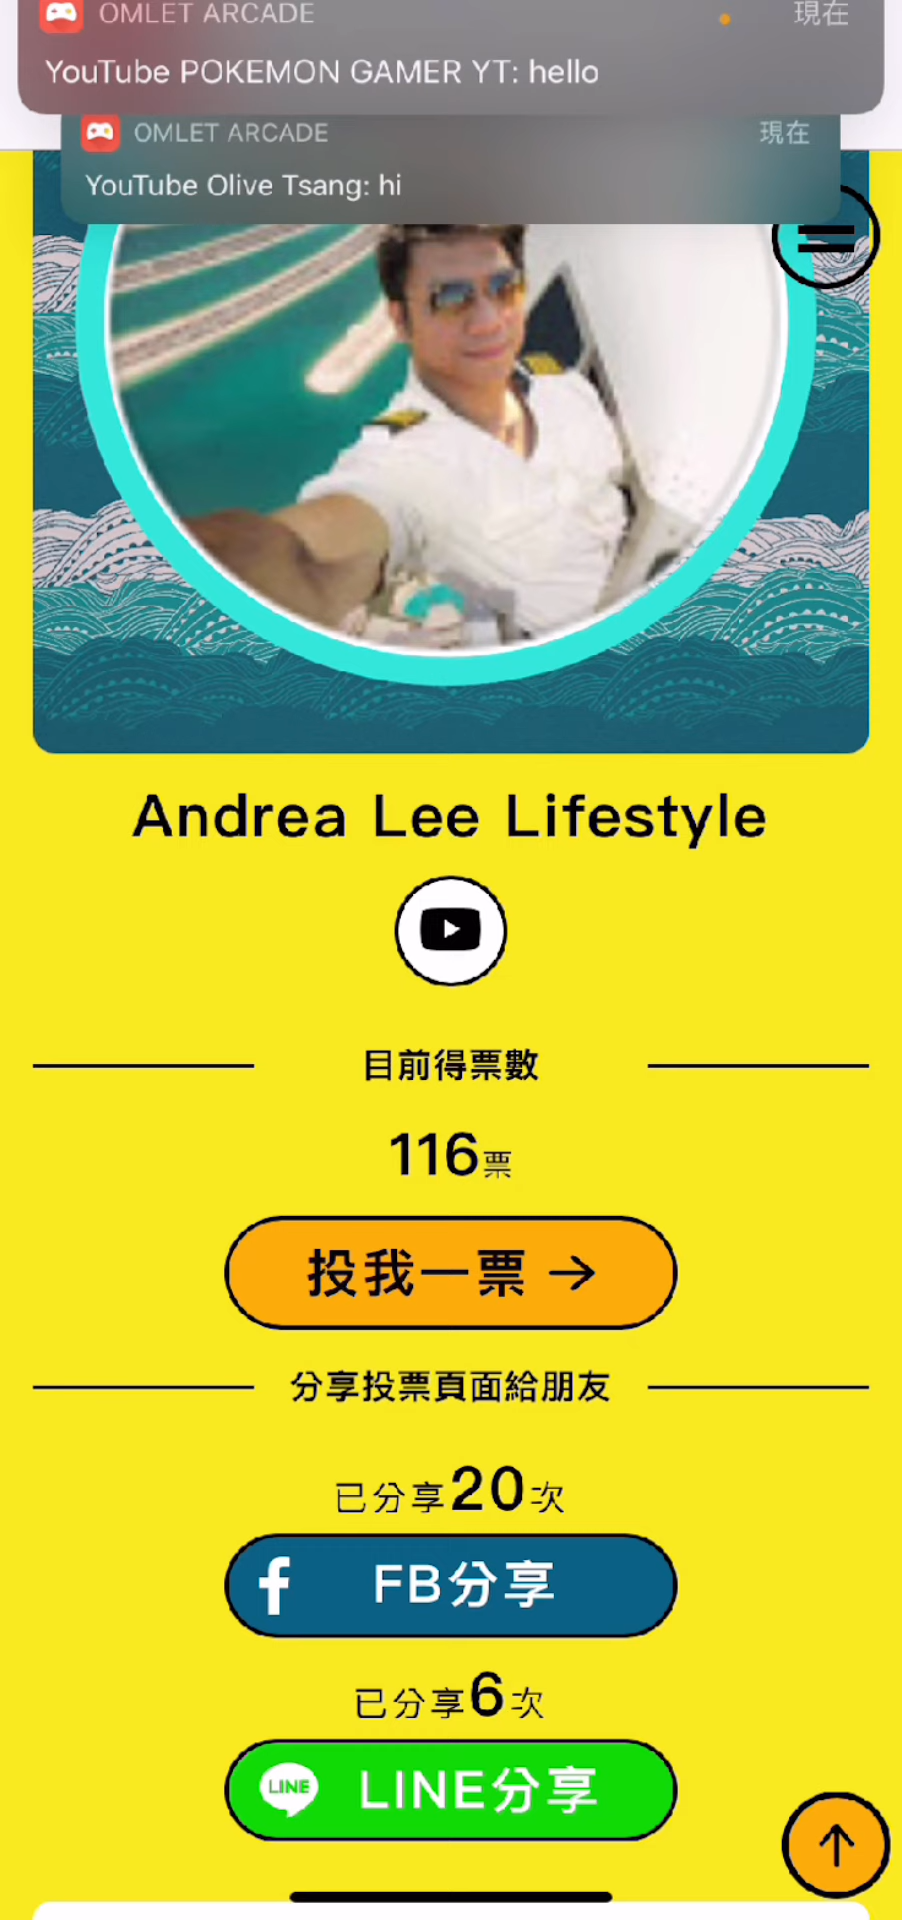 OMLET ARCADE 現在
YouTube POKEMON GAMER YT: hello
OMLET ARCADE 現在
YouTube Olive Tsang: hi
Andrea Lee Lifestyle
目前得票數
116票
投我一票 →
分享投票頁面給朋友
已分享20次
FB分享
已分享6次
LINE LINE分享